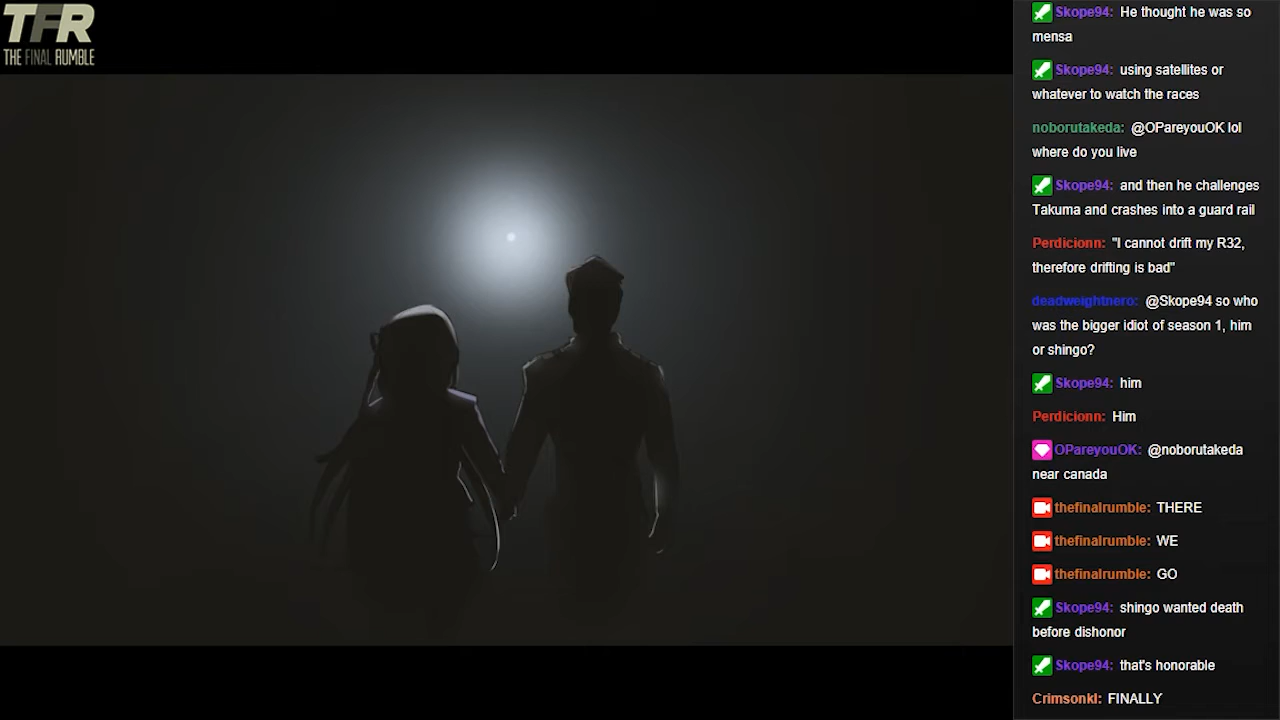 TFR
THE FINAL RUMBLE
Skope94: He thought he was so
mensa
Skope94: using satellites or
whatever to watch the races
noborutakeda: @OPareyouOK lol
where do you live
Skope94: and then he challenges
Takuma and crashes into a guard rail
Perdicionn: "I cannot drift my R32,
therefore drifting is bad"
deadweightnero: @Skope94 so who
was the bigger idiot of season 1, him
or shingo?
Skope94: him
Perdicionn: Him
OPareyouOK: @noborutakeda
near canada
thefinalrumble: THERE
thefinalrumble: WE
thefinalrumble: GO
Skope94: shingo wanted death
before dishonor
Skope94: that's honorable
Crimsonkl: FINALLY